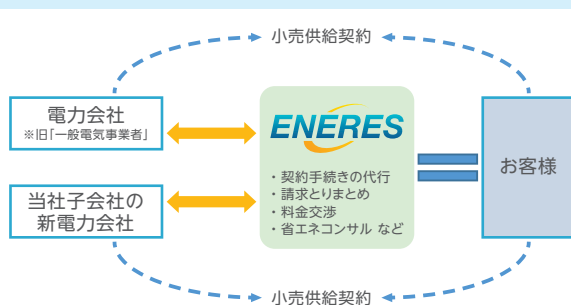 小売供給契約
電力会社
※旧「一般電気事業者」
当社子会社の
新電力会社
ENERES
・契約手続きの代行
・請求とりまとめ
・料金交渉
・省エネコンサル など
お客様
小売供給契約